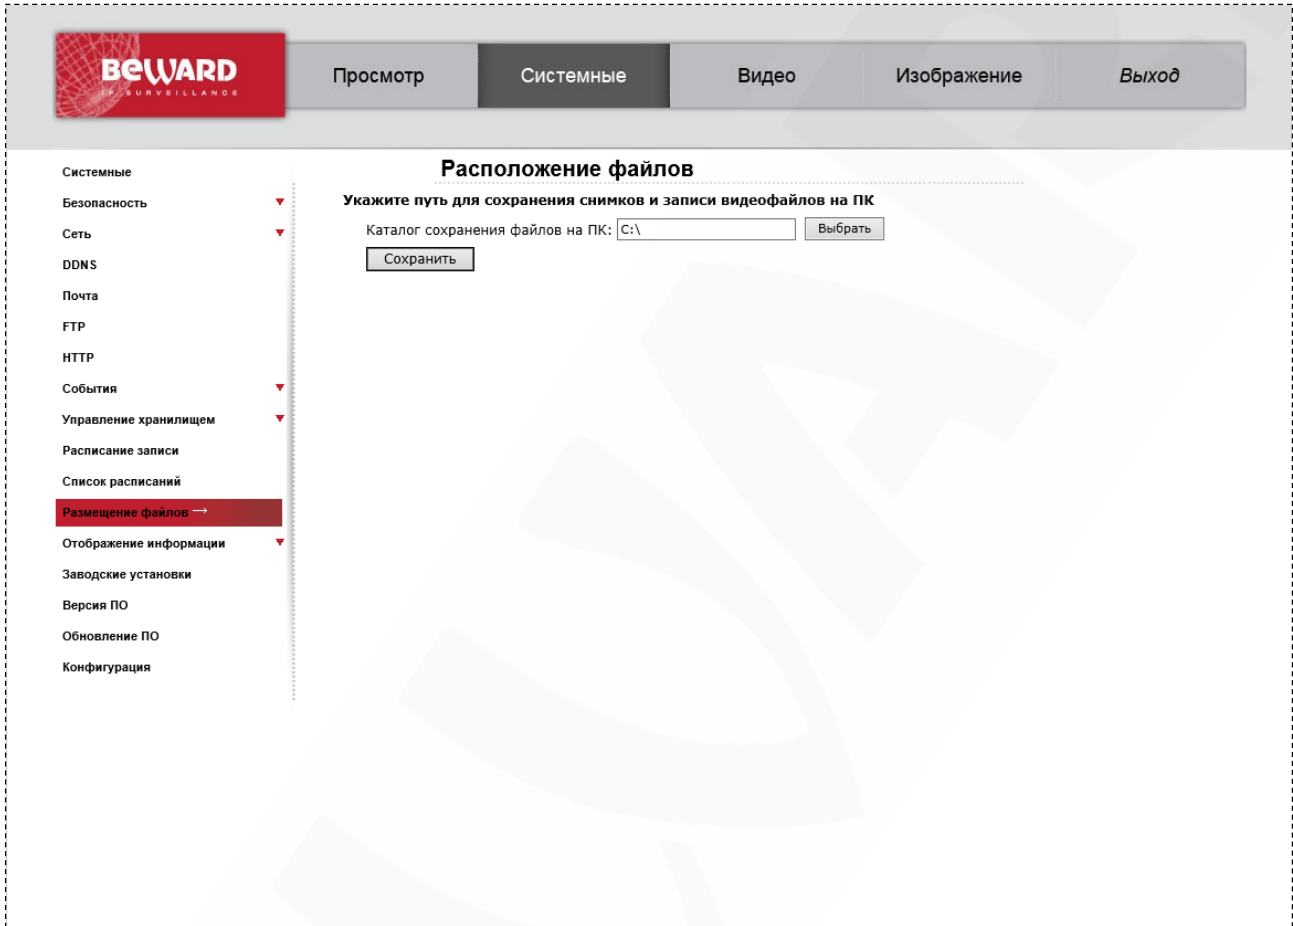 BEWARD
IP SURVEILLANCE
Просмотр
Системные
Видео
Изображение
Выход
Системные
Безопасность
Сеть
DDNS
Почта
FTP
HTTP
События
Управление хранилищем
Расписание записи
Список расписаний
Размещение файлов →
Отображение информации
Заводские установки
Версия ПО
Обновление ПО
Конфигурация
Расположение файлов
Укажите путь для сохранения снимков и записи видеофайлов на ПК
Каталог сохранения файлов на ПК: C:\ Выбрать
Сохранить